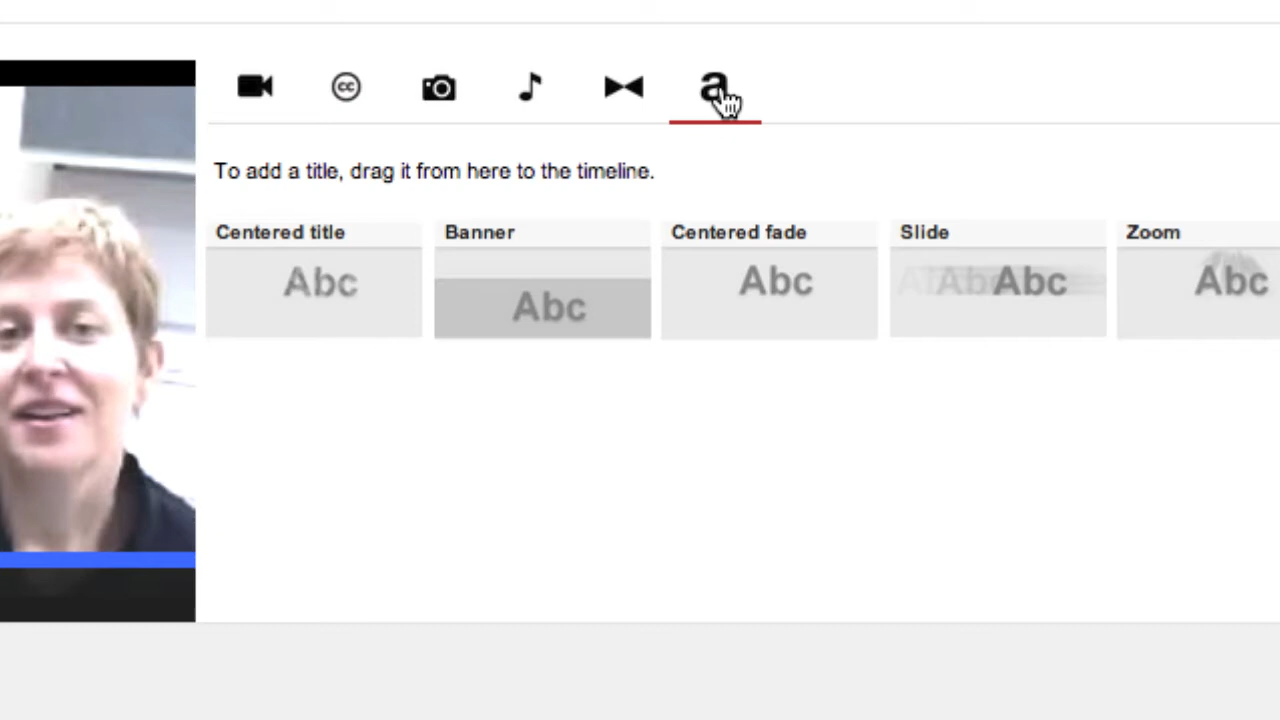 cc
a
To add a title, drag it from here to the timeline.
Centered title
Banner
Centered fade
Slide
Zoom
Abc
Abc
Abc
Abc
Abc